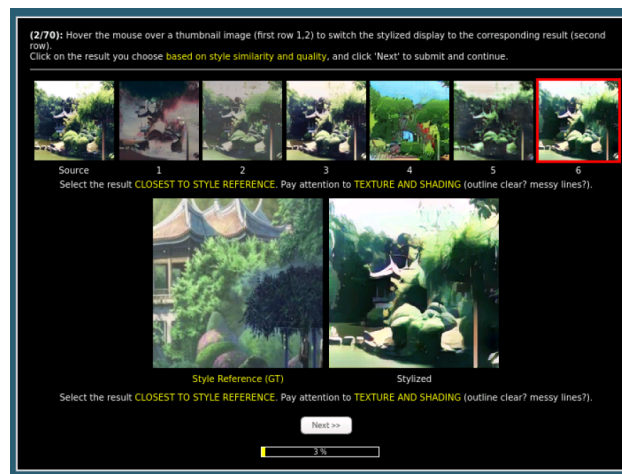 (2/70): Hover the mouse over a thumbnail image (first row 1,2) to switch the stylized display to the corresponding result (second
row).
Click on the result you choose based on style similarity and quality, and click 'Next' to submit and continue.
Source 1 2 3 4 5 6
Select the result CLOSEST TO STYLE REFERENCE. Pay attention to TEXTURE AND SHADING (outline clear? messy lines?).
Style Reference (GT) Stylized
Select the result CLOSEST TO STYLE REFERENCE. Pay attention to TEXTURE AND SHADING (outline clear? messy lines?).
Next >>
3 %